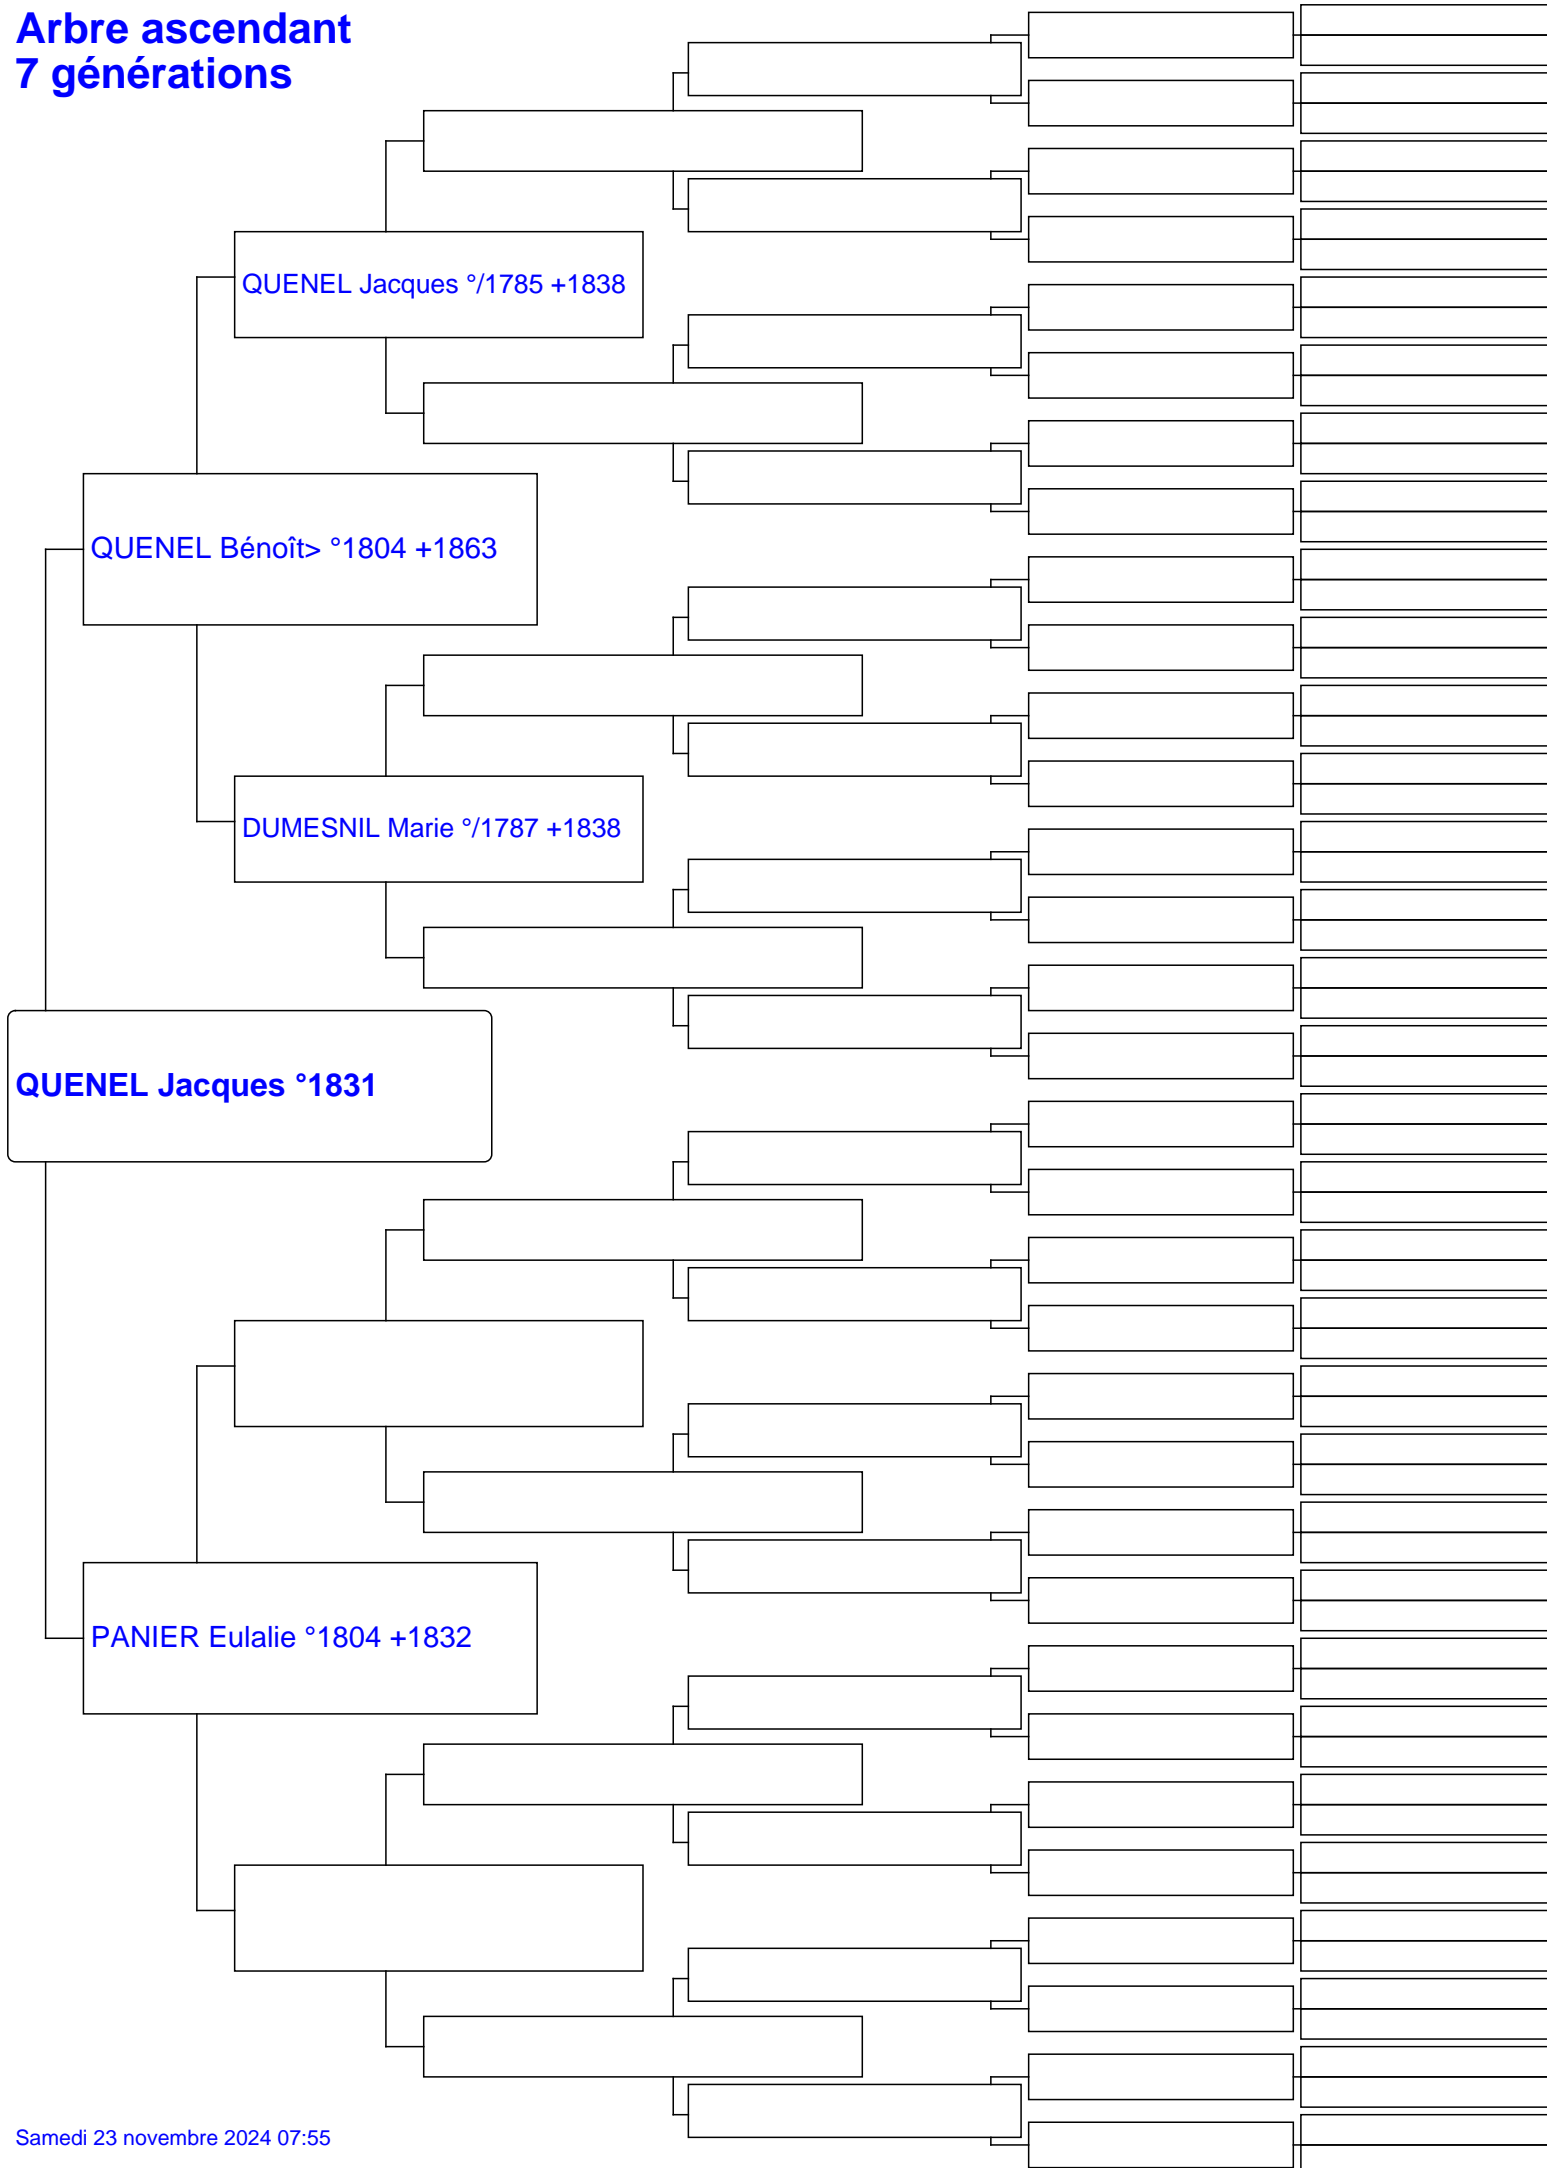 Arbre ascendant
7 générations
QUENEL Jacques °/1785 +1838
QUENEL Bénoît> °1804 +1863
DUMESNIL Marie °/1787 +1838
QUENEL Jacques °1831
PANIER Eulalie °1804 +1832
Samedi 23 novembre 2024 07:55